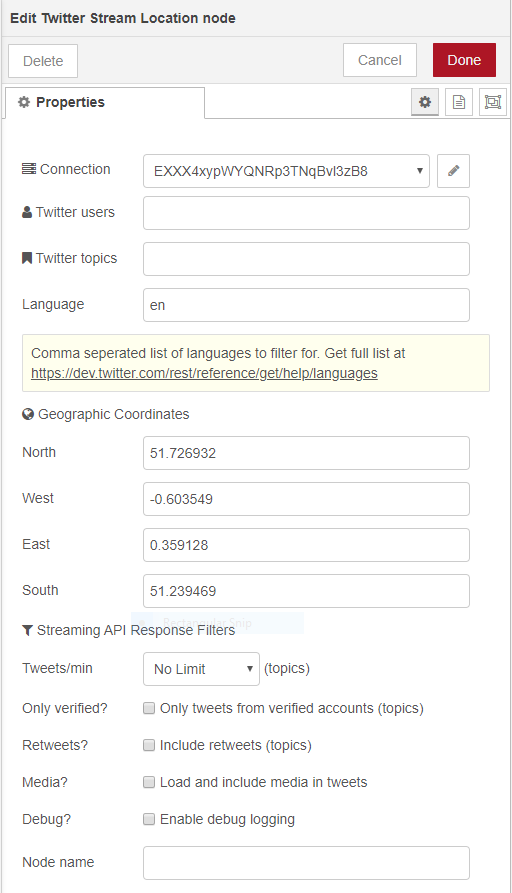 Edit Twitter Stream Location node
Delete Cancel Done
Properties
Connection EXXX4xypWYQNRp3TNqBvl3zB8
Twitter users
Twitter topics
Language en
Comma seperated list of languages to filter for. Get full list at
https://dev.twitter.com/rest/reference/get/help/languages
Geographic Coordinates
North 51.726932
West -0.603549
East 0.359128
South 51.239469
Rectangular Snip
Streaming API Response Filters
Tweets/min No Limit (topics)
Only verified? Only tweets from verified accounts (topics)
Retweets? Include retweets (topics)
Media? Load and include media in tweets
Debug? Enable debug logging
Node name